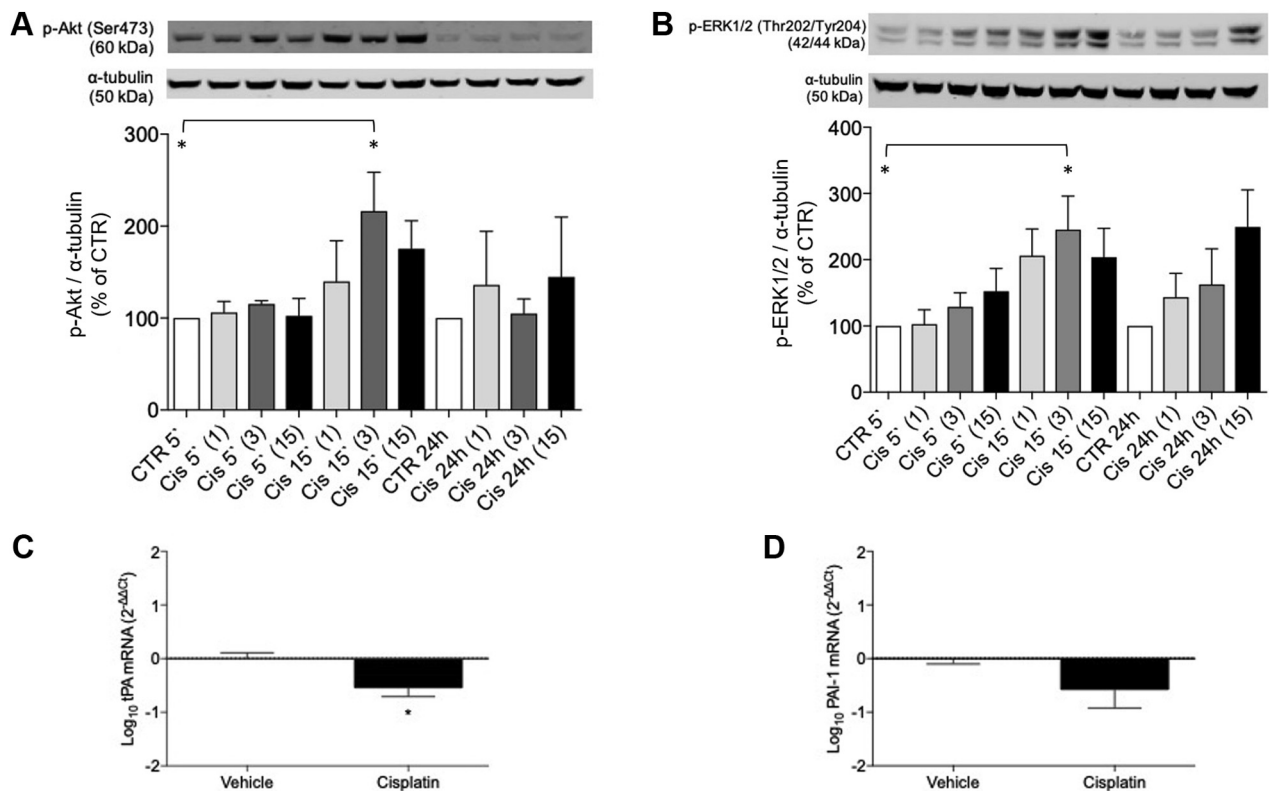 A
p-Akt (Ser473)
(60 kDa)
α-tubulin
(50 kDa)
p-Akt / α-tubulin
(% of CTR)
300
200
100
0
*
*
CTR 5`
Cis 5` (1)
Cis 5` (3)
Cis 5` (15)
Cis 15` (1)
Cis 15` (3)
Cis 15` (15)
CTR 24h
Cis 24h (1)
Cis 24h (3)
Cis 24h (15)
B
p-ERK1/2 (Thr202/Tyr204)
(42/44 kDa)
α-tubulin
(50 kDa)
p-ERK1/2 / α-tubulin
(% of CTR)
400
300
200
100
0
*
*
CTR 5`
Cis 5` (1)
Cis 5` (3)
Cis 5` (15)
Cis 15` (1)
Cis 15` (3)
Cis 15` (15)
CTR 24h
Cis 24h (1)
Cis 24h (3)
Cis 24h (15)
C
Log10 tPA mRNA (2-ΔΔCt)
2
1
0
-1
-2
*
Vehicle
Cisplatin
D
Log10 PAI-1 mRNA (2-ΔΔCt)
2
1
0
-1
-2
Vehicle
Cisplatin